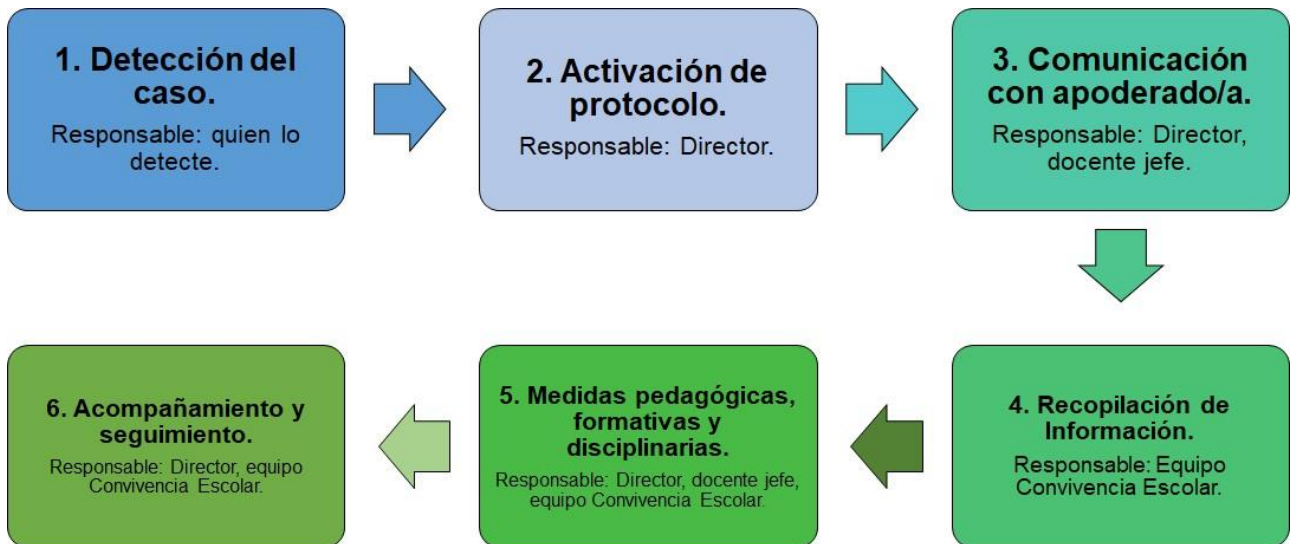 1. Detección del
caso.
Responsable: quien lo
detecte.
2. Activación de
protocolo.
Responsable: Director.
3. Comunicación
con apoderado/a.
Responsable: Director,
docente jefe.
4. Recopilación de
Información.
Responsable: Equipo
Convivencia Escolar.
5. Medidas pedagógicas,
formativas y
disciplinarias.
Responsable: Director, docente jefe,
equipo Convivencia Escolar.
6. Acompañamiento y
seguimiento.
Responsable: Director, equipo
Convivencia Escolar.